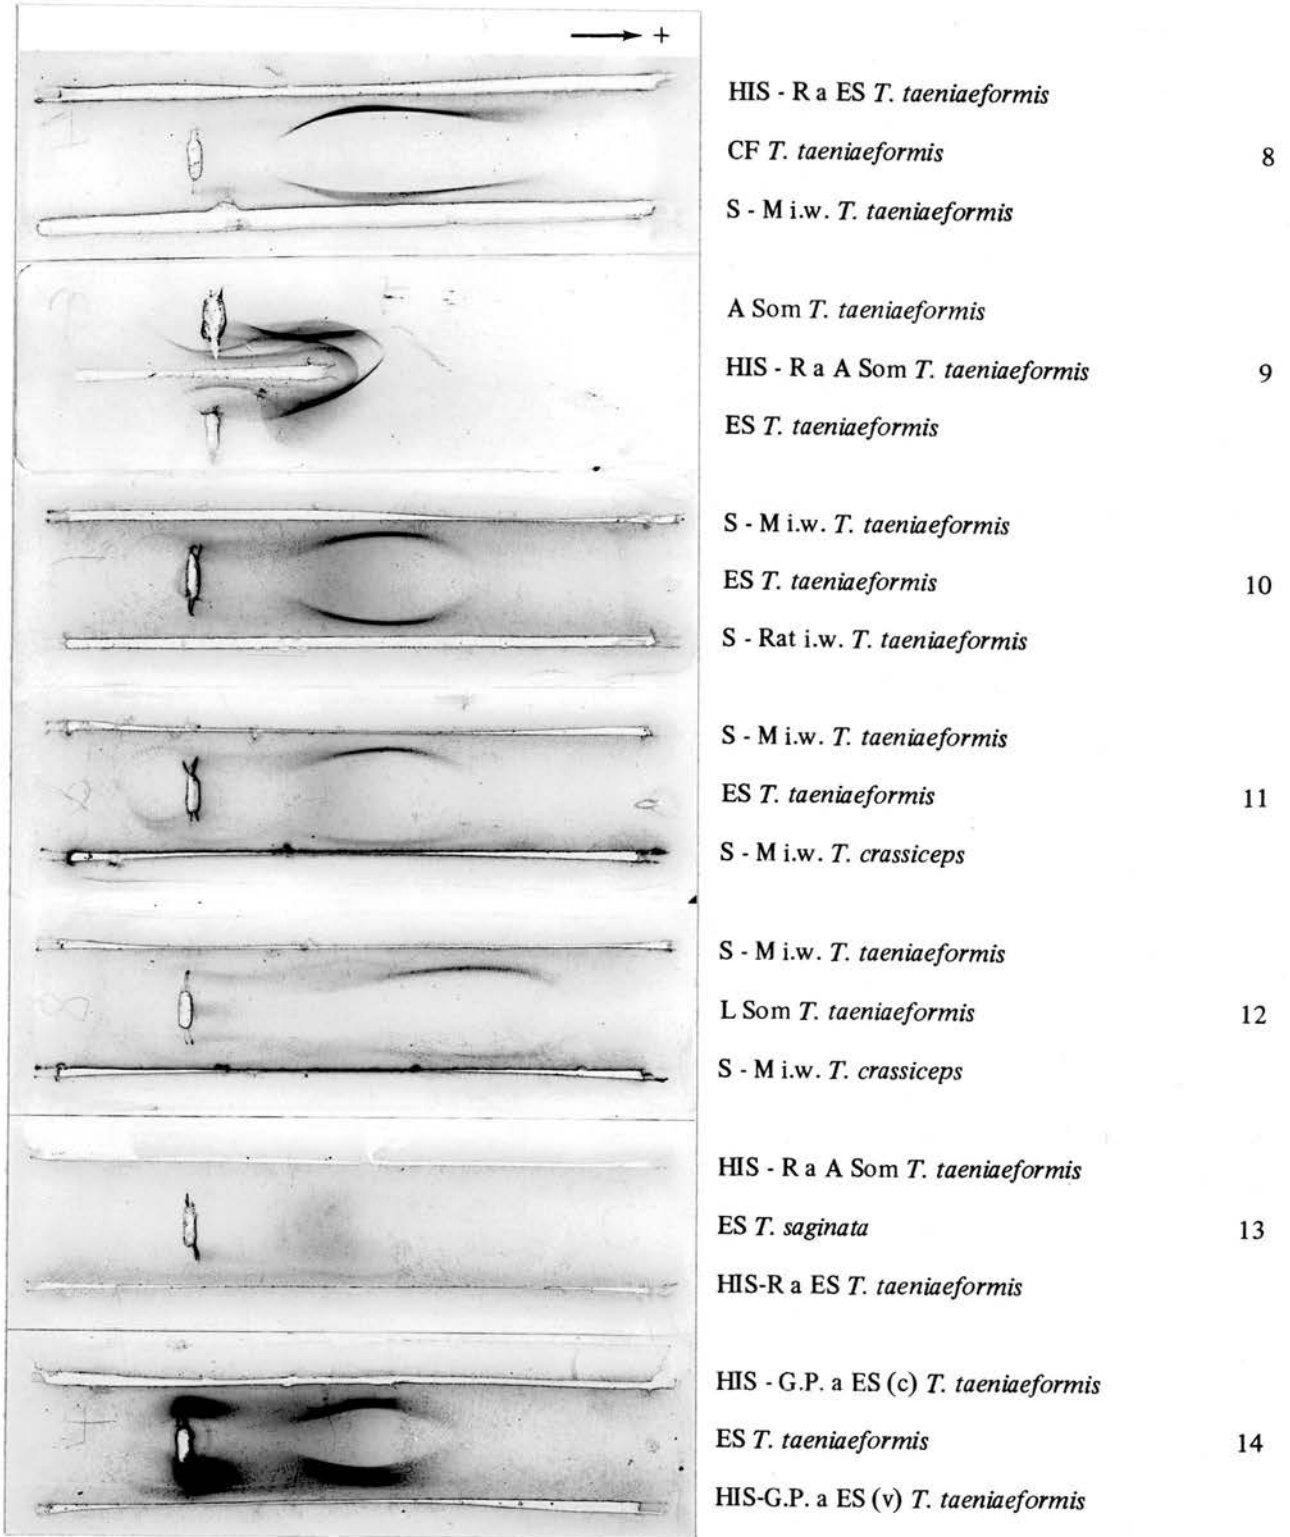 +
HIS - R a ES T. taeniaeformis
CF T. taeniaeformis 8
S - M i.w. T. taeniaeformis
A Som T. taeniaeformis
HIS - R a A Som T. taeniaeformis 9
ES T. taeniaeformis
S - M i.w. T. taeniaeformis
ES T. taeniaeformis 10
S - Rat i.w. T. taeniaeformis
S - M i.w. T. taeniaeformis
ES T. taeniaeformis 11
S - M i.w. T. crassiceps
S - M i.w. T. taeniaeformis
L Som T. taeniaeformis 12
S - M i.w. T. crassiceps
HIS - R a A Som T. taeniaeformis
ES T. saginata 13
HIS-R a ES T. taeniaeformis
HIS - G.P. a ES (c) T. taeniaeformis
ES T. taeniaeformis 14
HIS-G.P. a ES (v) T. taeniaeformis